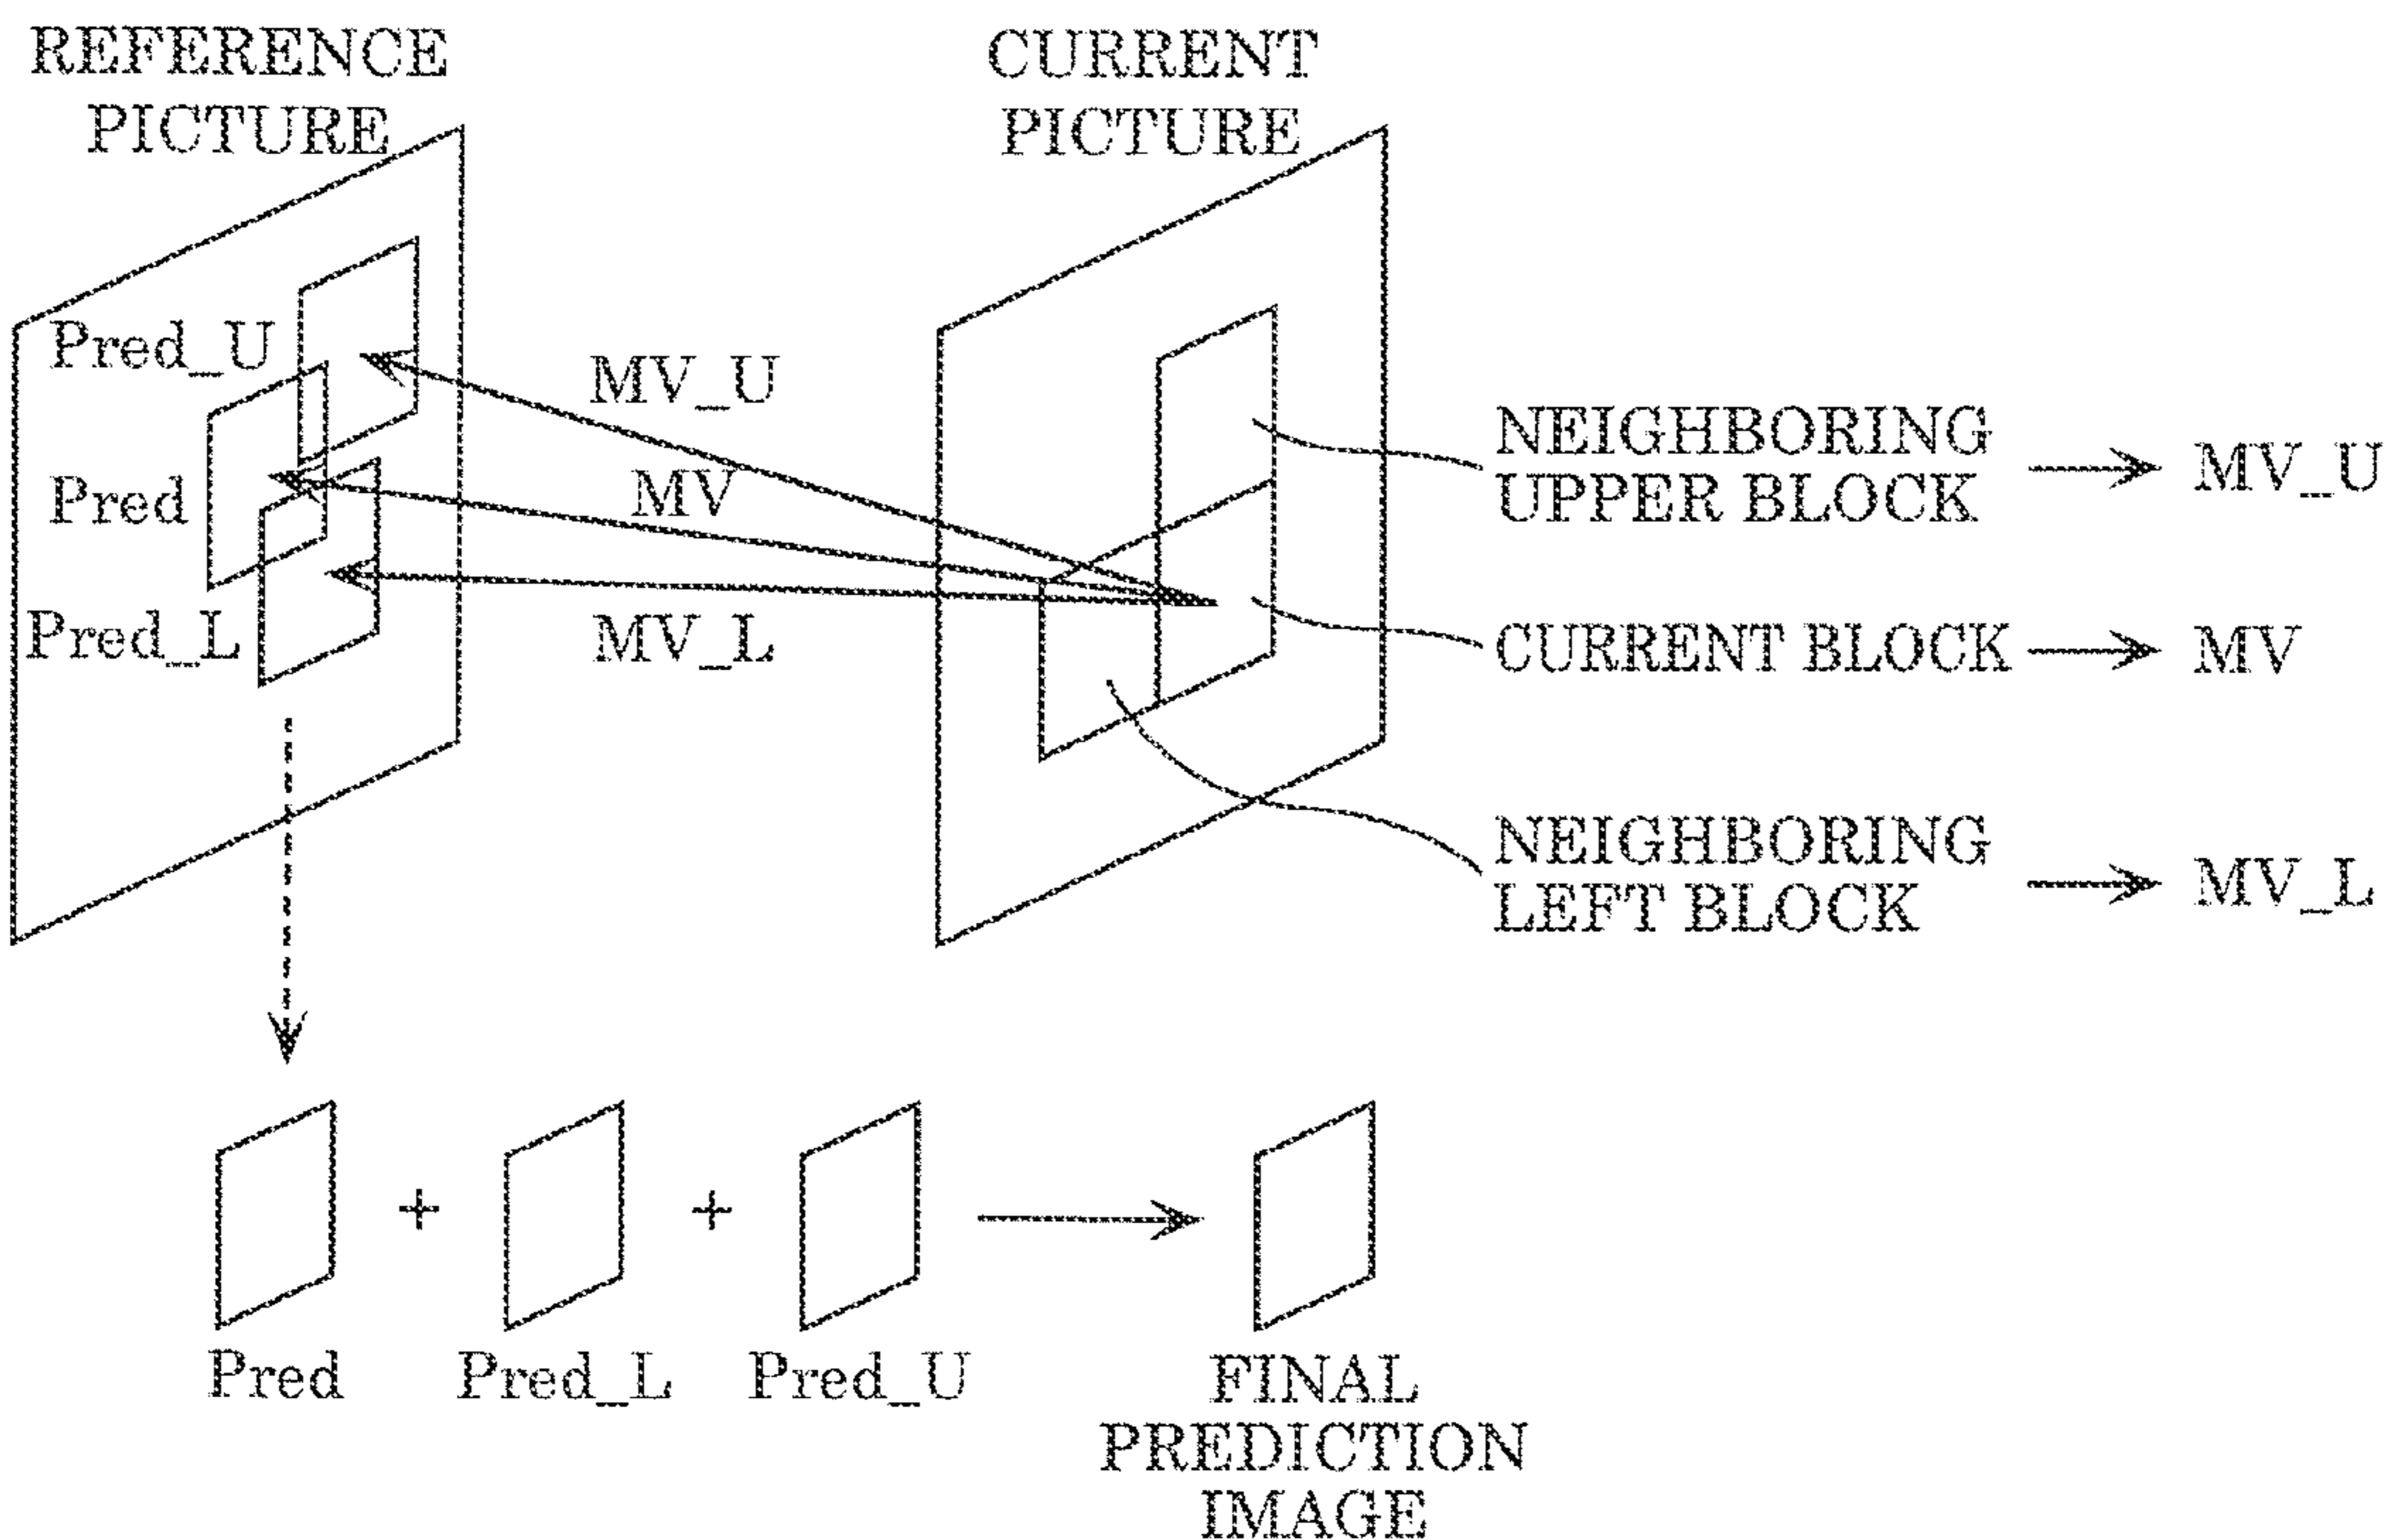 REFERENCE
PICTURE
CURRENT
PICTURE
Pred_U
MV_U
NEIGHBORING
UPPER BLOCK
MV_U
Pred
MV
Pred_L
MV_L
CURRENT BLOCK
MV
NEIGHBORING
LEFT BLOCK
MV_L
Pred
+
Pred_L
+
Pred_U
FINAL
PREDICTION
IMAGE